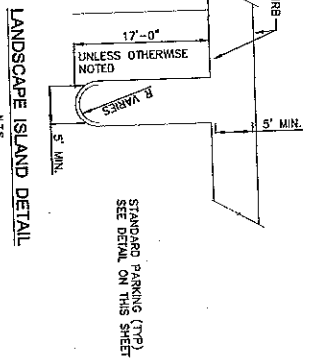 RB
17'-0"
UNLESS OTHERWISE
NOTED
5' MIN.
R VARIES
5' MIN.
STANDARD PARKING (TYP)
SEE DETAIL ON THIS SHEET
LANDSCAPE ISLAND DETAIL
N.T.S.